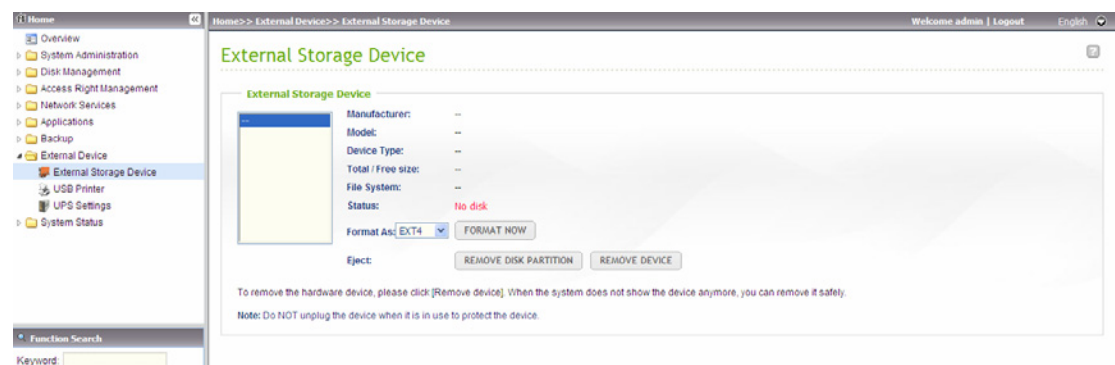 Home
Home>> External Device>> External Storage Device
Welcome admin | Logout
English
Overview
System Administration
Disk Management
Access Right Management
Network Services
Applications
Backup
External Device
External Storage Device
USB Printer
UPS Settings
System Status
Function Search
Keyword:
External Storage Device
External Storage Device
--
Manufacturer: --
Model: --
Device Type: --
Total / Free size: --
File System: --
Status: No disk
Format As: EXT4 FORMAT NOW
Eject: REMOVE DISK PARTITION REMOVE DEVICE
To remove the hardware device, please click [Remove device]. When the system does not show the device anymore, you can remove it safely.
Note: Do NOT unplug the device when it is in use to protect the device.